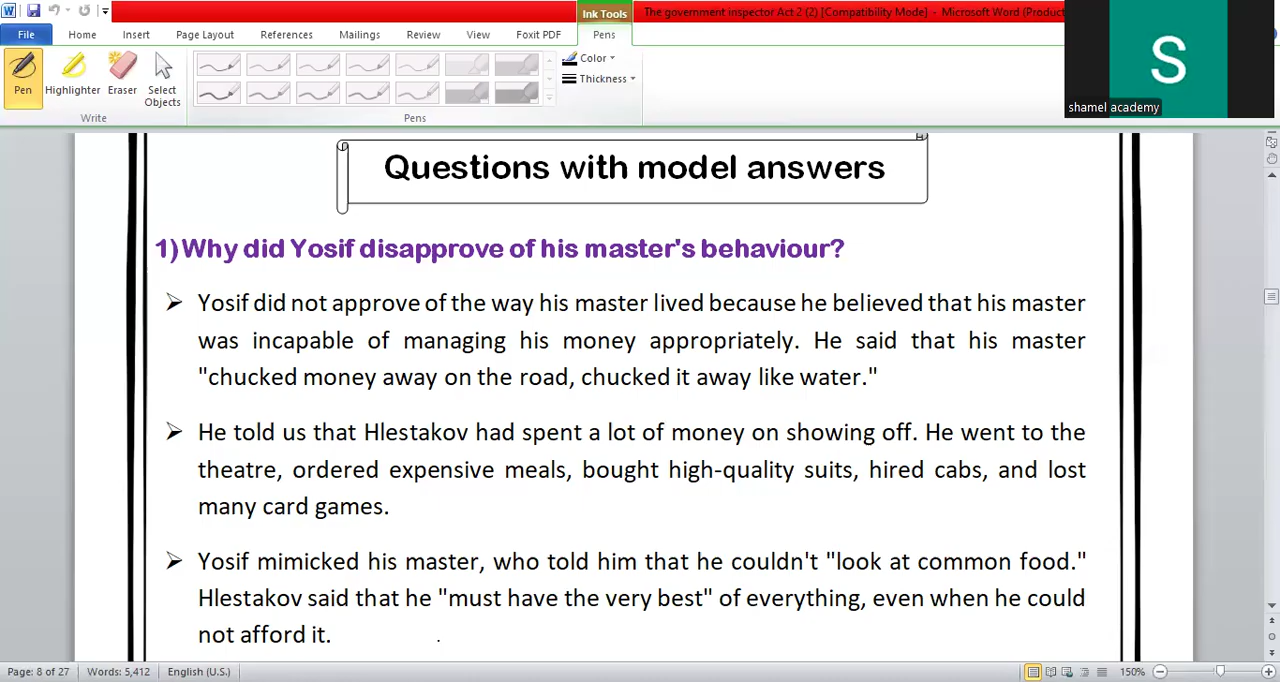 Ink Tools
The government inspector Act 2 (2) [Compatibility Mode] - Microsoft Word (Product
File Home Insert Page Layout References Mailings Review View Foxit PDF Pens
Pen Highlighter Eraser Select Objects
Color
Thickness
Write Pens
S
shamel academy
Questions with model answers
1) Why did Yosif disapprove of his master's behaviour?
Yosif did not approve of the way his master lived because he believed that his master
was incapable of managing his money appropriately. He said that his master
"chucked money away on the road, chucked it away like water."
He told us that Hlestakov had spent a lot of money on showing off. He went to the
theatre, ordered expensive meals, bought high-quality suits, hired cabs, and lost
many card games.
Yosif mimicked his master, who told him that he couldn't "look at common food."
Hlestakov said that he "must have the very best" of everything, even when he could
not afford it.
Page: 8 of 27 Words: 5,412 English (U.S.) 150%